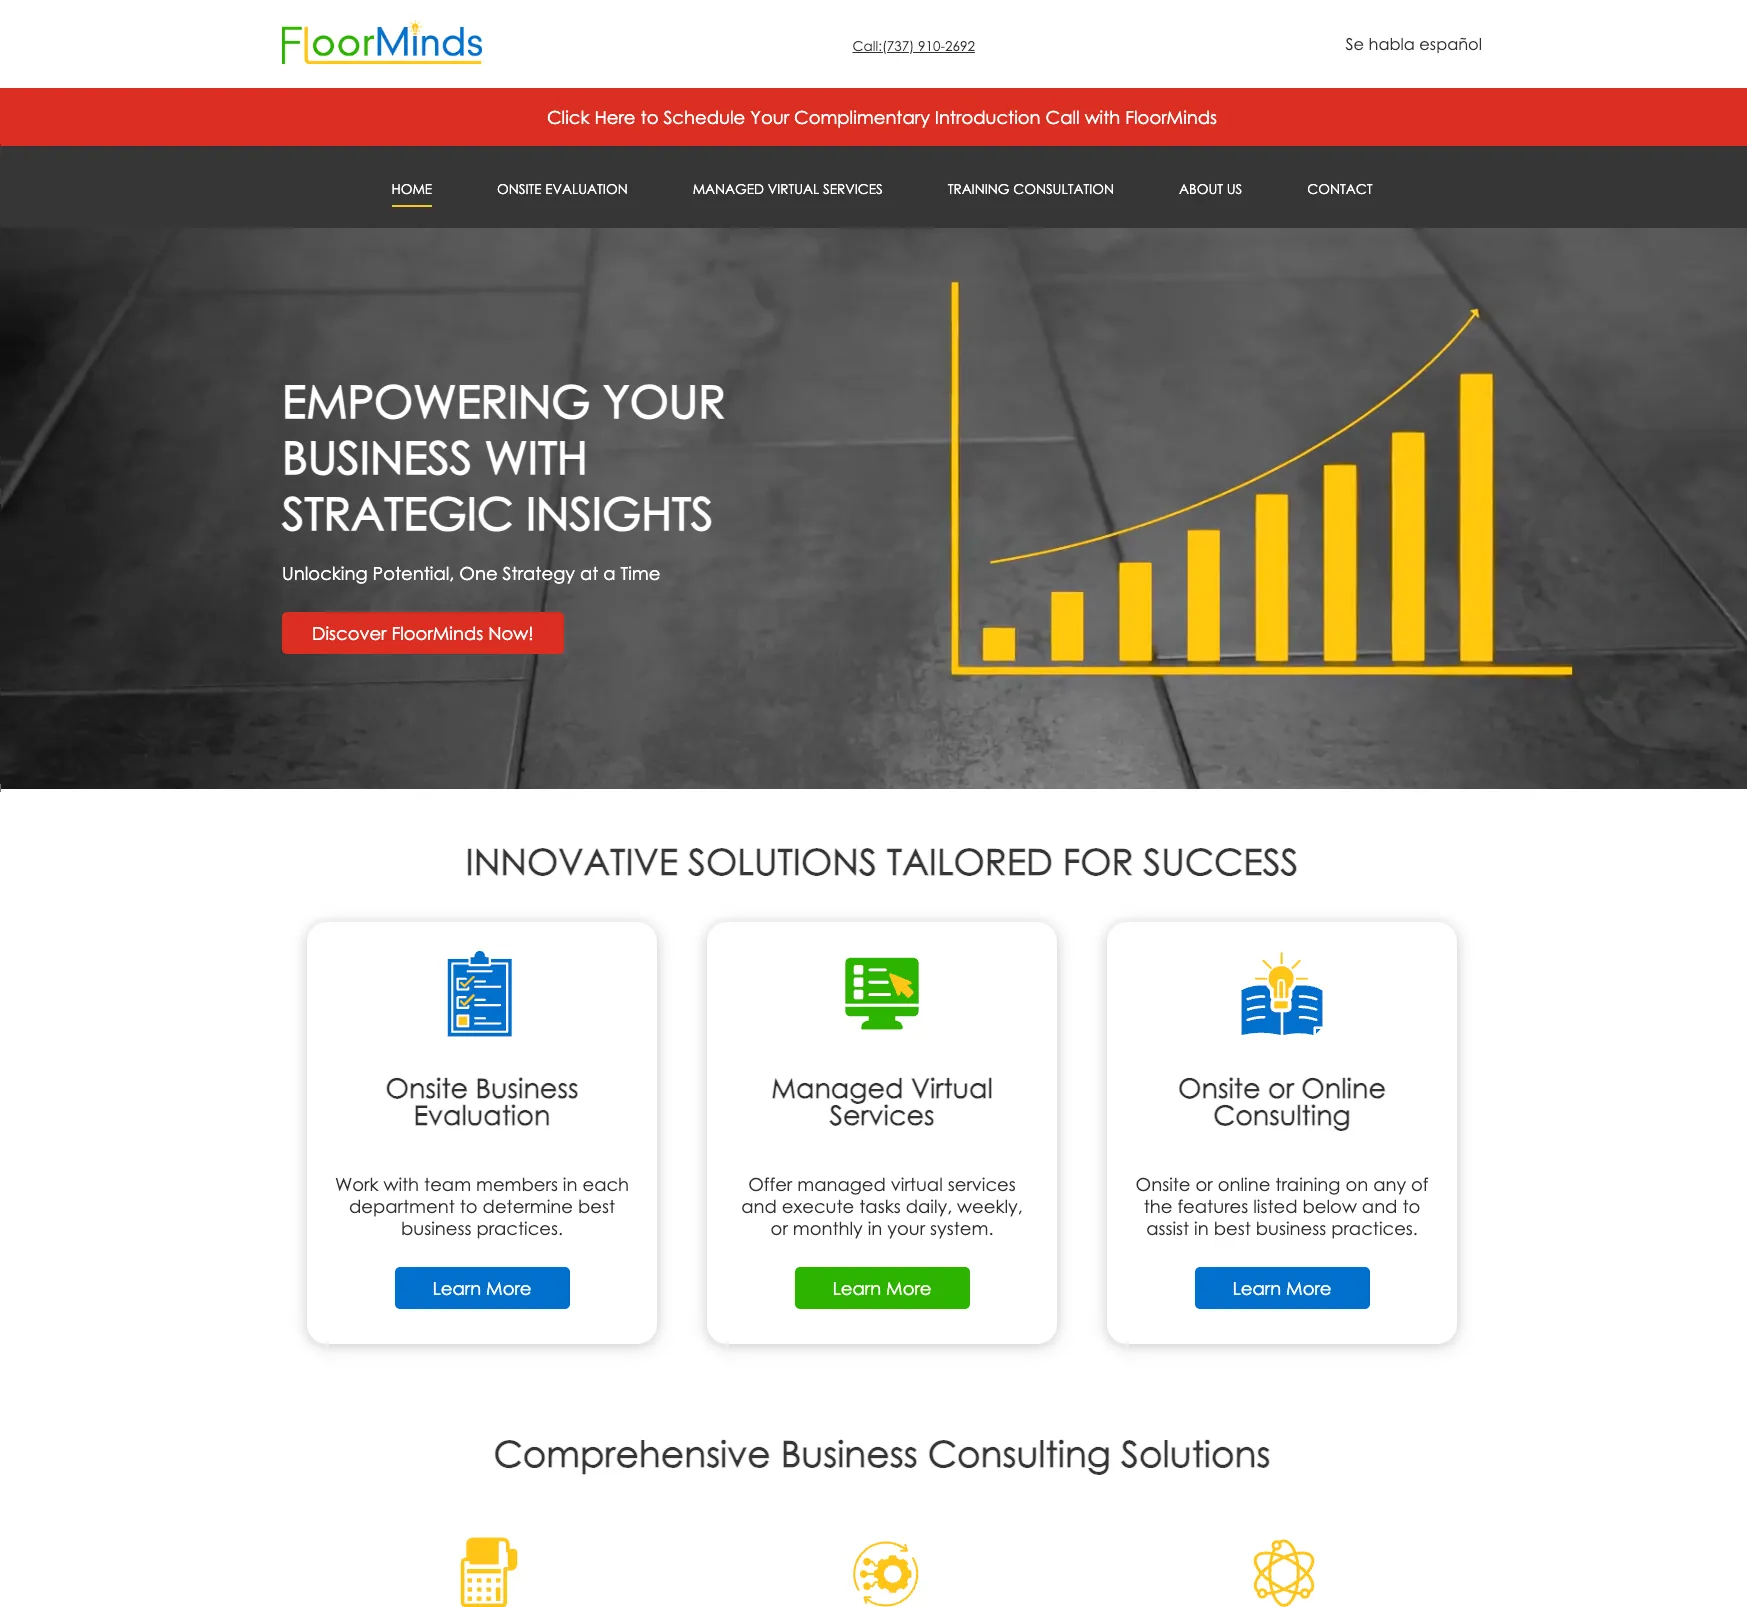 FloorMinds
Call:(737) 910-2692
Se habla español
Click Here to Schedule Your Complimentary Introduction Call with FloorMinds
HOME
ONSITE EVALUATION
MANAGED VIRTUAL SERVICES
TRAINING CONSULTATION
ABOUT US
CONTACT
EMPOWERING YOUR
BUSINESS WITH
STRATEGIC INSIGHTS
Unlocking Potential, One Strategy at a Time
Discover FloorMinds Now!
INNOVATIVE SOLUTIONS TAILORED FOR SUCCESS
Onsite Business
Evaluation
Work with team members in each
department to determine best
business practices.
Learn More
Managed Virtual
Services
Offer managed virtual services
and execute tasks daily, weekly,
or monthly in your system.
Learn More
Onsite or Online
Consulting
Onsite or online training on any of
the features listed below and to
assist in best business practices.
Learn More
Comprehensive Business Consulting Solutions